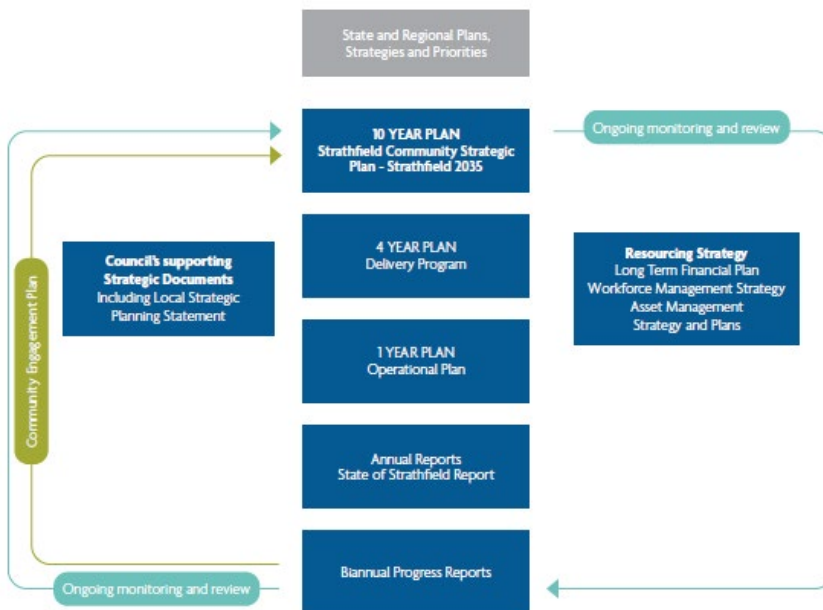 State and Regional Plans,
Strategies and Priorities
10 YEAR PLAN
Strathfield Community Strategic
Plan - Strathfield 2035
Ongoing monitoring and review
Council's supporting
Strategic Documents
Including Local Strategic
Planning Statement
4 YEAR PLAN
Delivery Program
Resourcing Strategy
Long Term Financial Plan
Workforce Management Strategy
Asset Management
Strategy and Plans
Community Engagement Plan
1 YEAR PLAN
Operational Plan
Annual Reports
State of Strathfield Report
Biannual Progress Reports
Ongoing monitoring and review